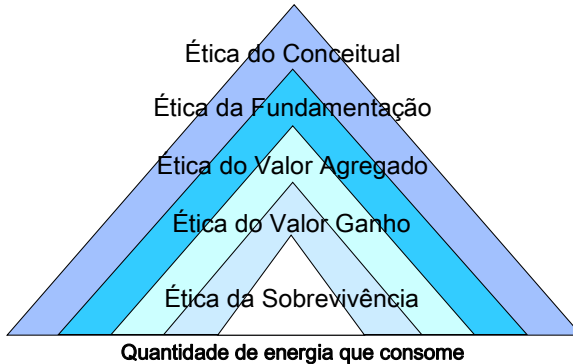 Ética do Conceitual
Ética da Fundamentação
Ética do Valor Agregado
Ética do Valor Ganho
Ética da Sobrevivência
Quantidade de energia que consome